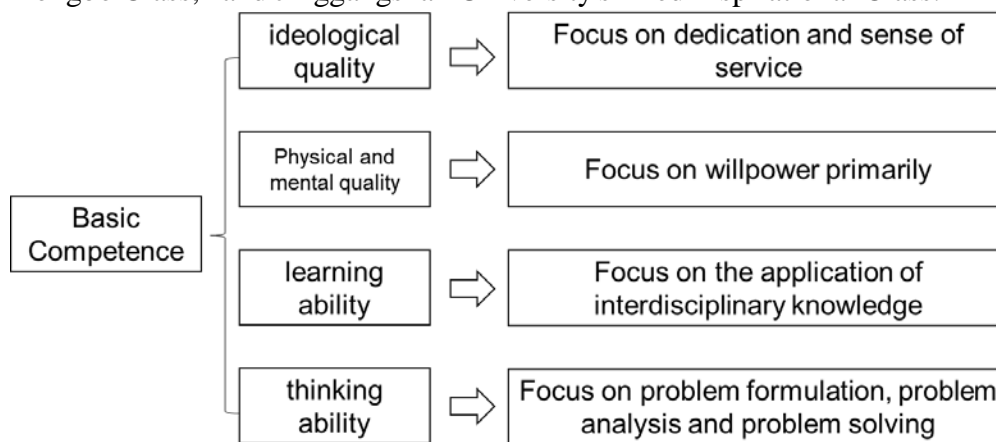 ideological
quality
Focus on dedication and sense of
service
Physical and
mental quality
Focus on willpower primarily
Basic
Competence
learning
ability
Focus on the application of
interdisciplinary knowledge
thinking
ability
Focus on problem formulation, problem
analysis and problem solving